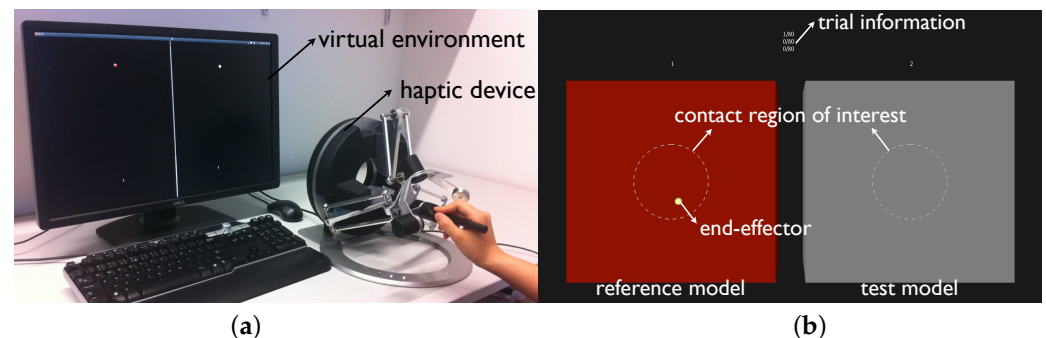 virtual environment
haptic device
DELL
(a)
trial information
1/80
0/80
0/80
1
2
contact region of interest
end-effector
reference model
test model
(b)